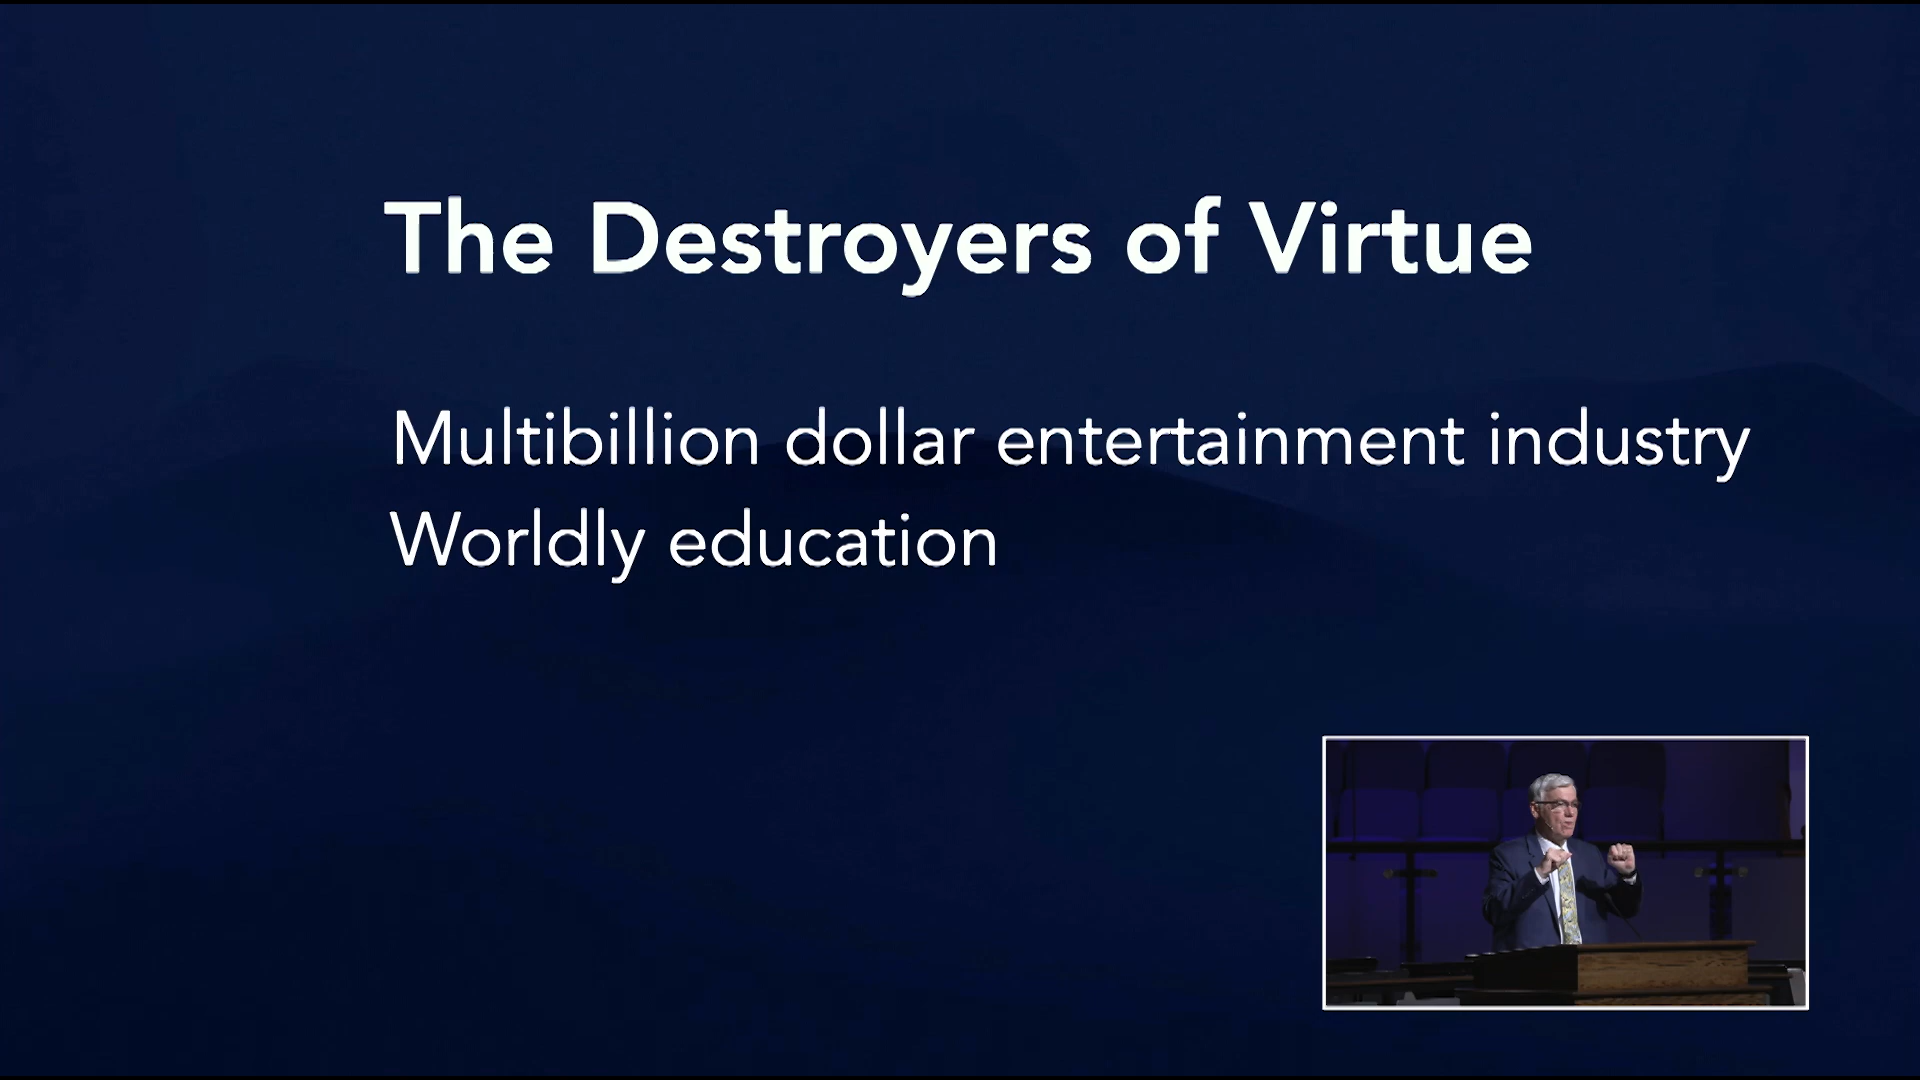 The Destroyers of Virtue
Multibillion dollar entertainment industry
Worldly education